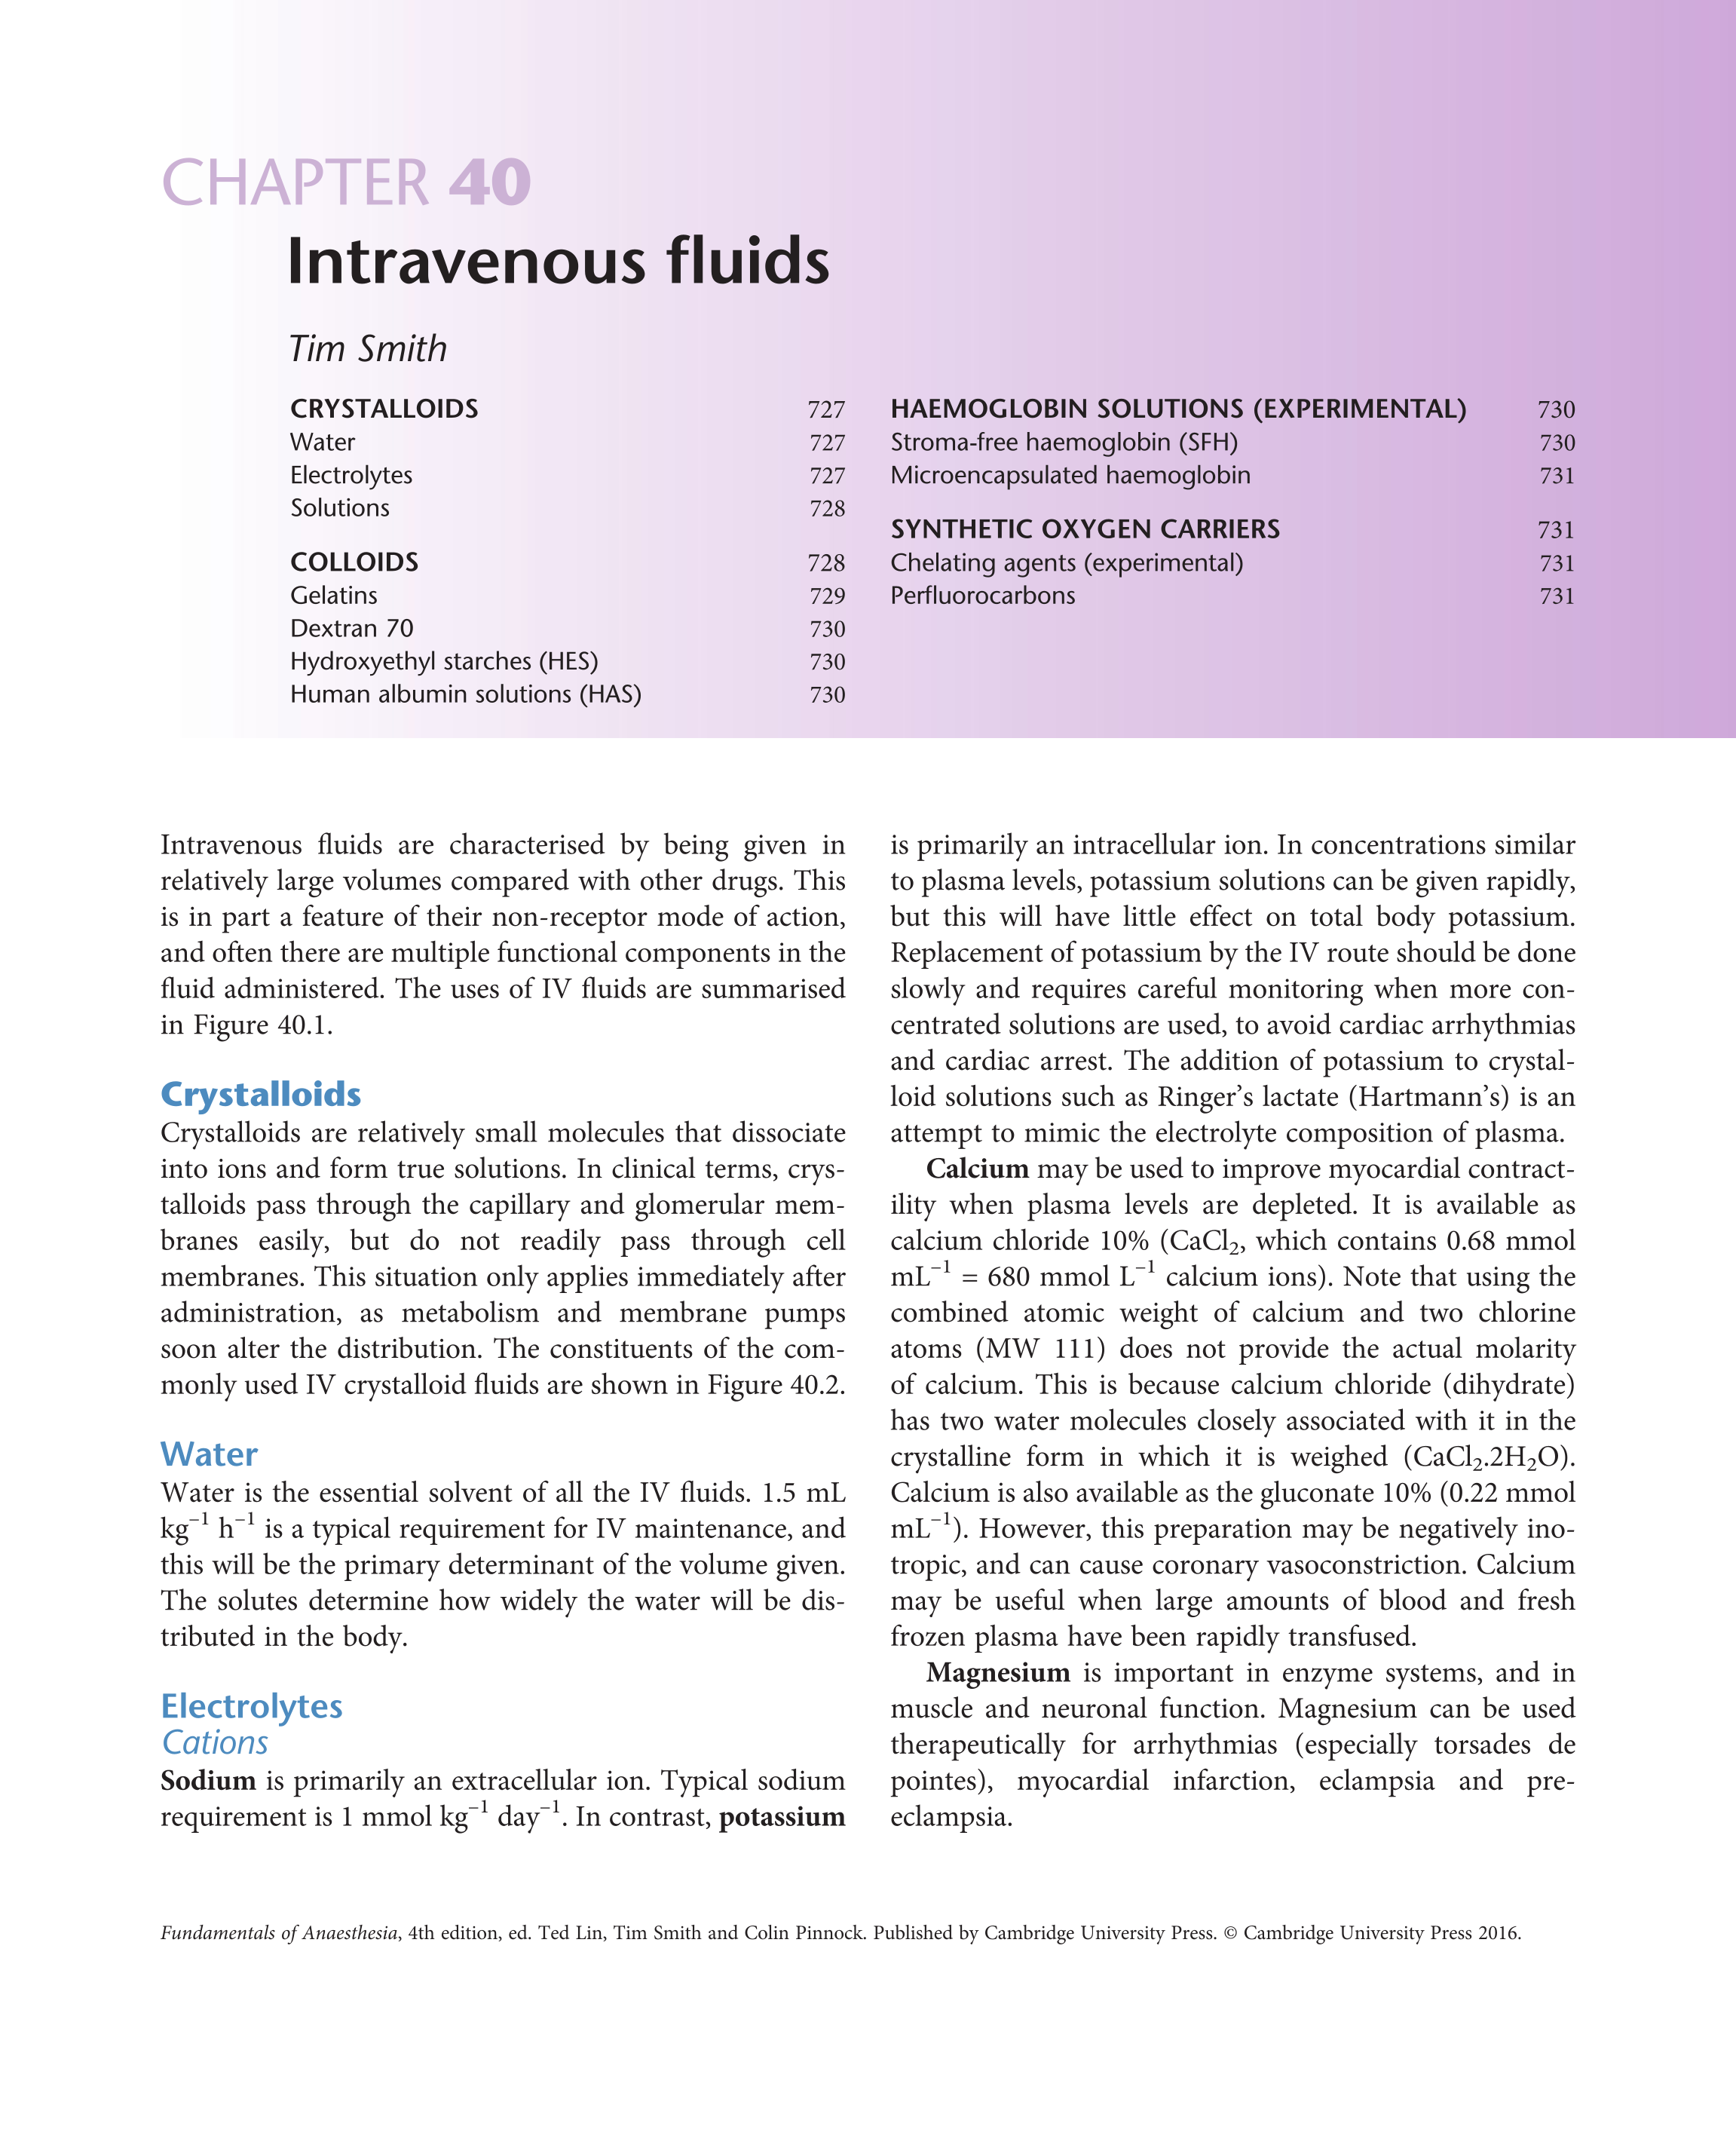 CHAPTER 40
Intravenous fluids
Tim Smith
CRYSTALLOIDS 727
Water 727
Electrolytes 727
Solutions 728
COLLOIDS 728
Gelatins 729
Dextran 70 730
Hydroxyethyl starches (HES) 730
Human albumin solutions (HAS) 730
HAEMOGLOBIN SOLUTIONS (EXPERIMENTAL) 730
Stroma-free haemoglobin (SFH) 730
Microencapsulated haemoglobin 731
SYNTHETIC OXYGEN CARRIERS 731
Chelating agents (experimental) 731
Perfluorocarbons 731
Intravenous fluids are characterised by being given in
relatively large volumes compared with other drugs. This
is in part a feature of their non-receptor mode of action,
and often there are multiple functional components in the
fluid administered. The uses of IV fluids are summarised
in Figure 40.1.
Crystalloids
Crystalloids are relatively small molecules that dissociate
into ions and form true solutions. In clinical terms, crys-
talloids pass through the capillary and glomerular mem-
branes easily, but do not readily pass through cell
membranes. This situation only applies immediately after
administration, as metabolism and membrane pumps
soon alter the distribution. The constituents of the com-
monly used IV crystalloid fluids are shown in Figure 40.2.
Water
Water is the essential solvent of all the IV fluids. 1.5 mL
kg⁻¹ h⁻¹ is a typical requirement for IV maintenance, and
this will be the primary determinant of the volume given.
The solutes determine how widely the water will be dis-
tributed in the body.
Electrolytes
Cations
Sodium is primarily an extracellular ion. Typical sodium
requirement is 1 mmol kg⁻¹ day⁻¹. In contrast, potassium
is primarily an intracellular ion. In concentrations similar
to plasma levels, potassium solutions can be given rapidly,
but this will have little effect on total body potassium.
Replacement of potassium by the IV route should be done
slowly and requires careful monitoring when more con-
centrated solutions are used, to avoid cardiac arrhythmias
and cardiac arrest. The addition of potassium to crystal-
loid solutions such as Ringer's lactate (Hartmann's) is an
attempt to mimic the electrolyte composition of plasma.
Calcium may be used to improve myocardial contract-
ility when plasma levels are depleted. It is available as
calcium chloride 10% (CaCl₂, which contains 0.68 mmol
mL⁻¹ = 680 mmol L⁻¹ calcium ions). Note that using the
combined atomic weight of calcium and two chlorine
atoms (MW 111) does not provide the actual molarity
of calcium. This is because calcium chloride (dihydrate)
has two water molecules closely associated with it in the
crystalline form in which it is weighed (CaCl₂.2H₂O).
Calcium is also available as the gluconate 10% (0.22 mmol
mL⁻¹). However, this preparation may be negatively ino-
tropic, and can cause coronary vasoconstriction. Calcium
may be useful when large amounts of blood and fresh
frozen plasma have been rapidly transfused.
Magnesium is important in enzyme systems, and in
muscle and neuronal function. Magnesium can be used
therapeutically for arrhythmias (especially torsades de
pointes), myocardial infarction, eclampsia and pre-
eclampsia.
Fundamentals of Anaesthesia, 4th edition, ed. Ted Lin, Tim Smith and Colin Pinnock. Published by Cambridge University Press. © Cambridge University Press 2016.